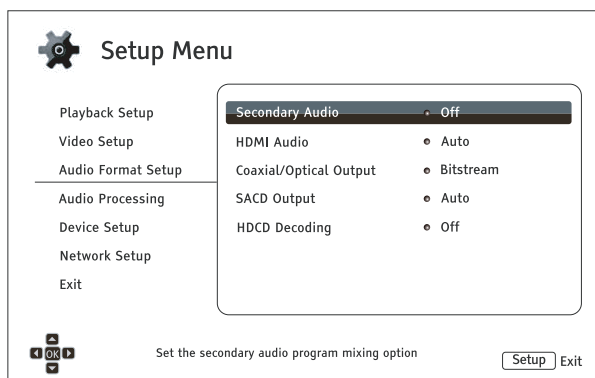 Setup Menu
Playback Setup
Video Setup
Audio Format Setup
Audio Processing
Device Setup
Network Setup
Exit
Secondary Audio Off
HDMI Audio Auto
Coaxial/Optical Output Bitstream
SACD Output Auto
HDCD Decoding Off
OK
Set the secondary audio program mixing option
Setup Exit